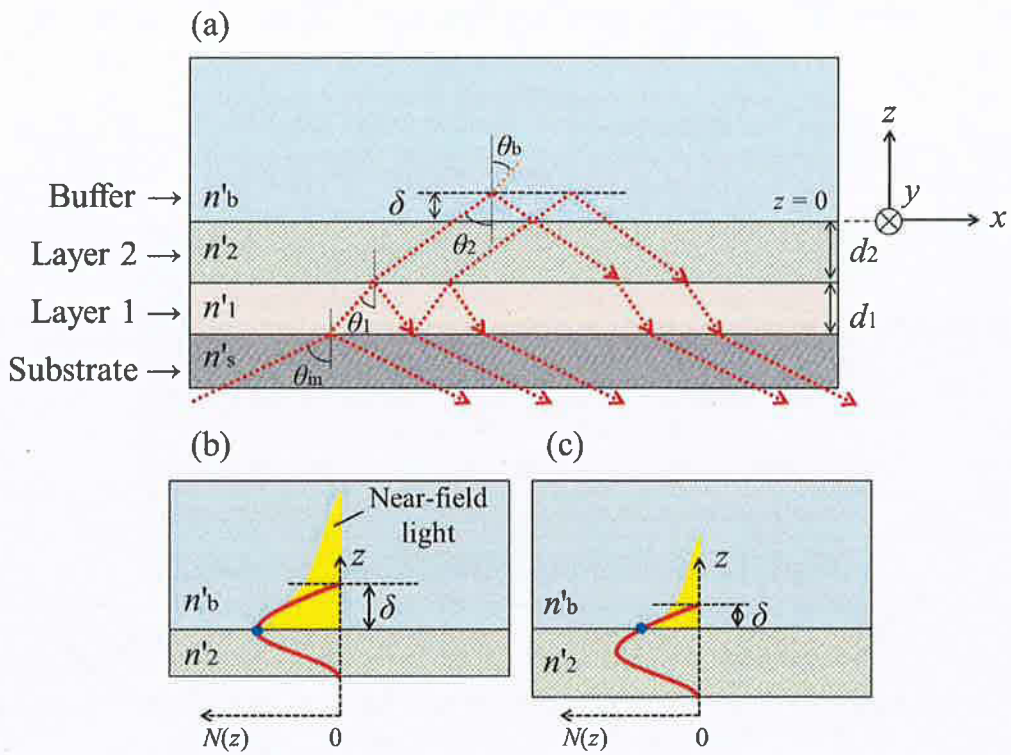 (a)
z
θb
Buffer → n'b
δ
z = 0
y
x
Layer 2 → n'2
θ2
d2
Layer 1 → n'1
θ1
d1
Substrate → n's
θm
(b)
(c)
Near-field
light
z
z
n'b
δ
n'b
δ
n'2
n'2
N(z)
0
N(z)
0